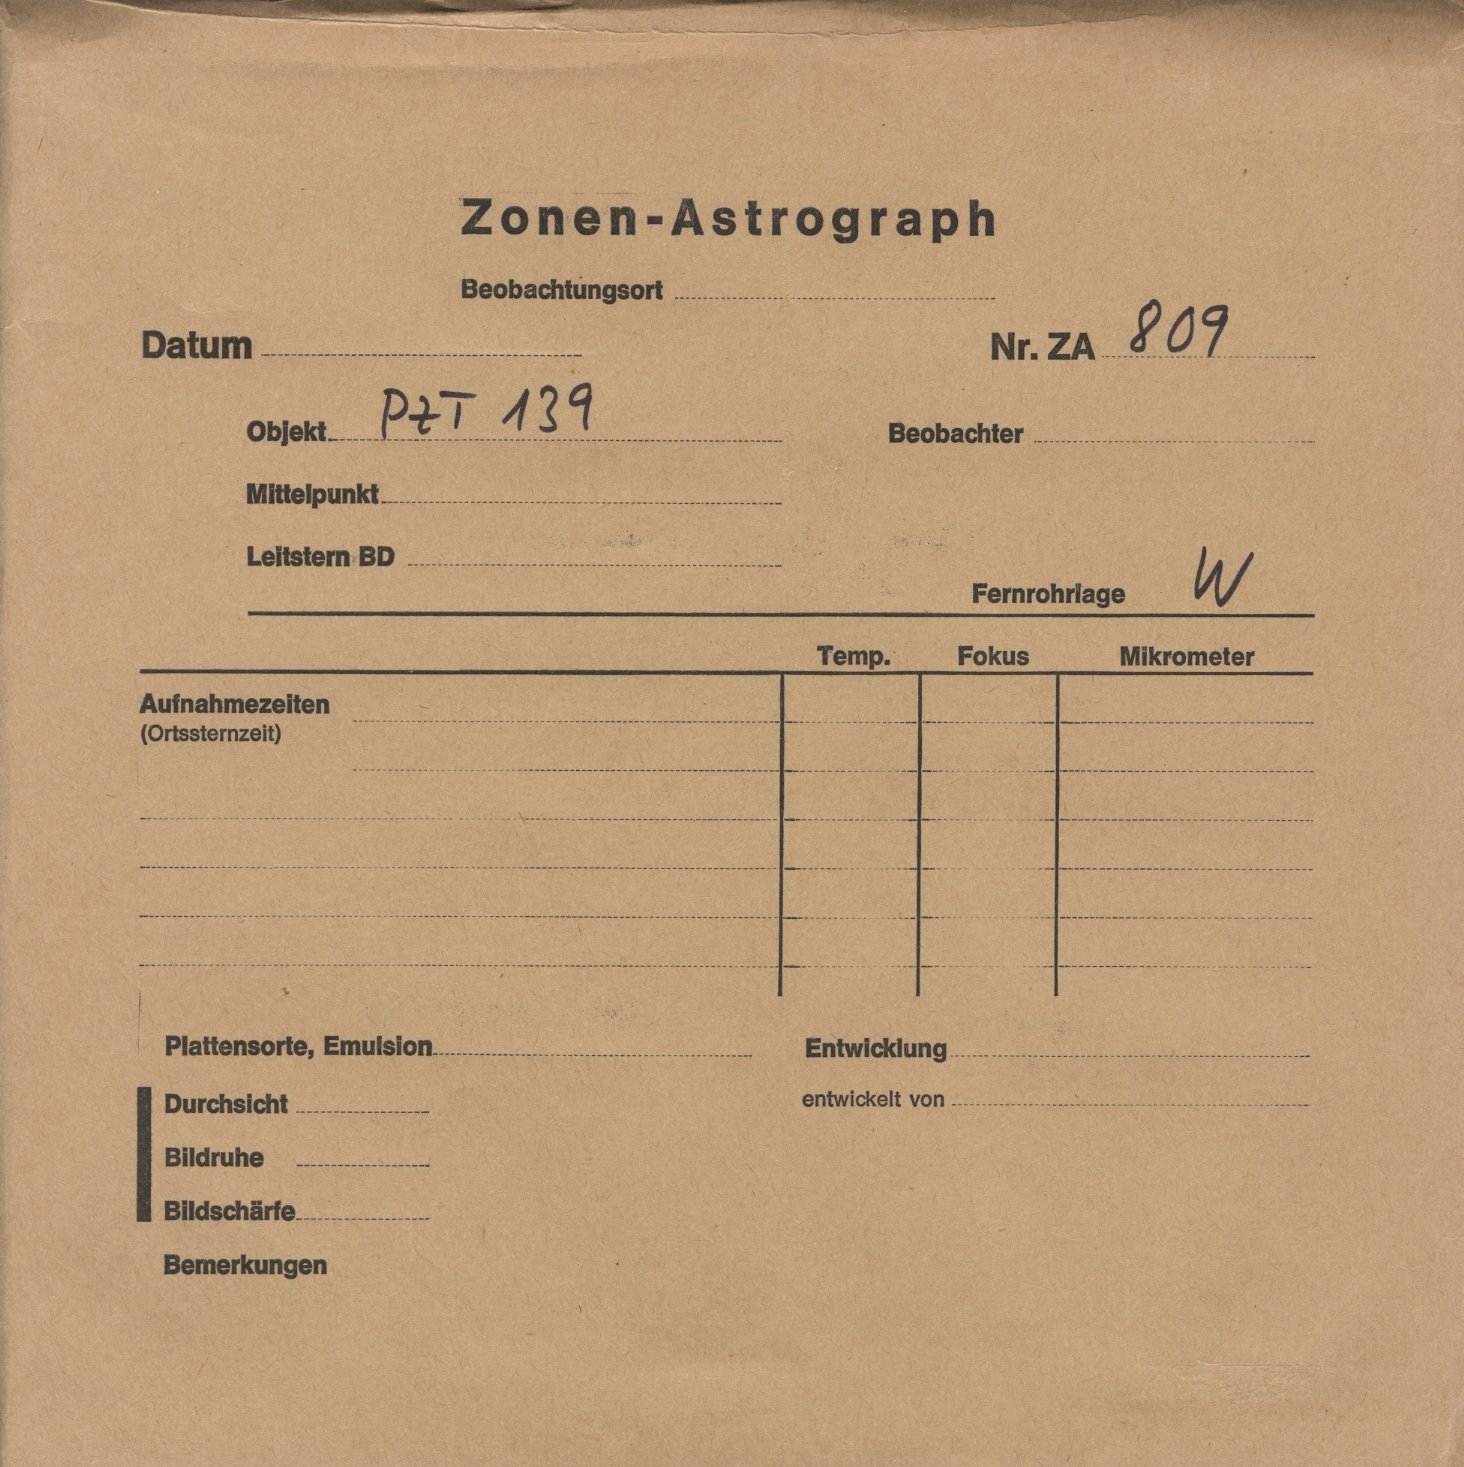 Zonen-Astrograph
Beobachtungsort
Datum
Nr. ZA 809
Objekt PZT 139
Beobachter
Mittelpunkt
Leitstern BD
Fernrohrlage W
Temp. Fokus Mikrometer
Aufnahmezeiten
(Ortssternzeit)
Plattensorte, Emulsion
Entwicklung
Durchsicht
entwickelt von
Bildruhe
Bildschärfe
Bemerkungen